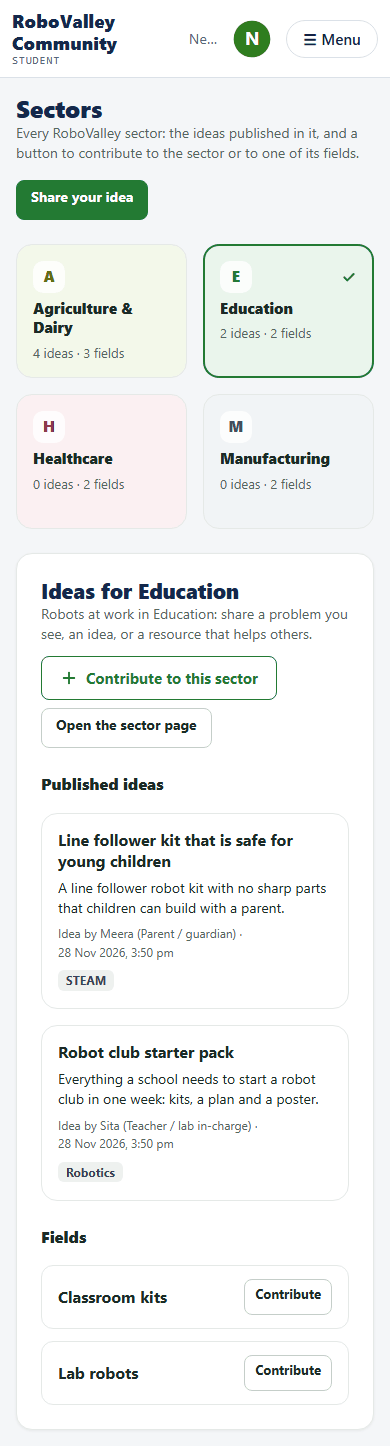 RoboValley
Community
STUDENT
Ne...
N
☰ Menu
Sectors
Every RoboValley sector: the ideas published in it, and a
button to contribute to the sector or to one of its fields.
Share your idea
A
Agriculture &
Dairy
4 ideas · 3 fields
E
Education
2 ideas · 2 fields
H
Healthcare
0 ideas · 2 fields
M
Manufacturing
0 ideas · 2 fields
Ideas for Education
Robots at work in Education: share a problem you
see, an idea, or a resource that helps others.
+ Contribute to this sector
Open the sector page
Published ideas
Line follower kit that is safe for
young children
A line follower robot kit with no sharp parts
that children can build with a parent.
Idea by Meera (Parent / guardian) ·
28 Nov 2026, 3:50 pm
STEAM
Robot club starter pack
Everything a school needs to start a robot
club in one week: kits, a plan and a poster.
Idea by Sita (Teacher / lab in-charge) ·
28 Nov 2026, 3:50 pm
Robotics
Fields
Classroom kits
Contribute
Lab robots
Contribute